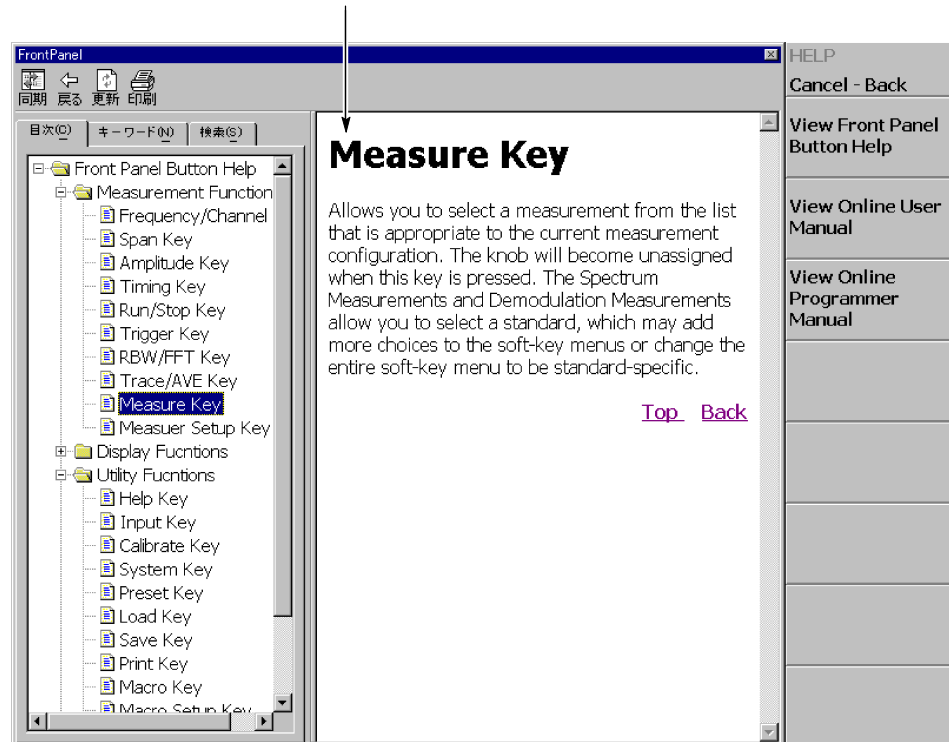 FrontPanel
同期 戻る 更新 印刷
目次(C) キーワード(N) 検索(S)
Front Panel Button Help
Measurement Function
Frequency/Channel
Span Key
Amplitude Key
Timing Key
Run/Stop Key
Trigger Key
RBW/FFT Key
Trace/AVE Key
Measure Key
Measuer Setup Key
Display Fucntions
Utility Fucntions
Help Key
Input Key
Calibrate Key
System Key
Preset Key
Load Key
Save Key
Print Key
Macro Key
Macro Setup Key
Measure Key
Allows you to select a measurement from the list
that is appropriate to the current measurement
configuration. The knob will become unassigned
when this key is pressed. The Spectrum
Measurements and Demodulation Measurements
allow you to select a standard, which may add
more choices to the soft-key menus or change the
entire soft-key menu to be standard-specific.
Top Back
HELP
Cancel - Back
View Front Panel
Button Help
View Online User
Manual
View Online
Programmer
Manual